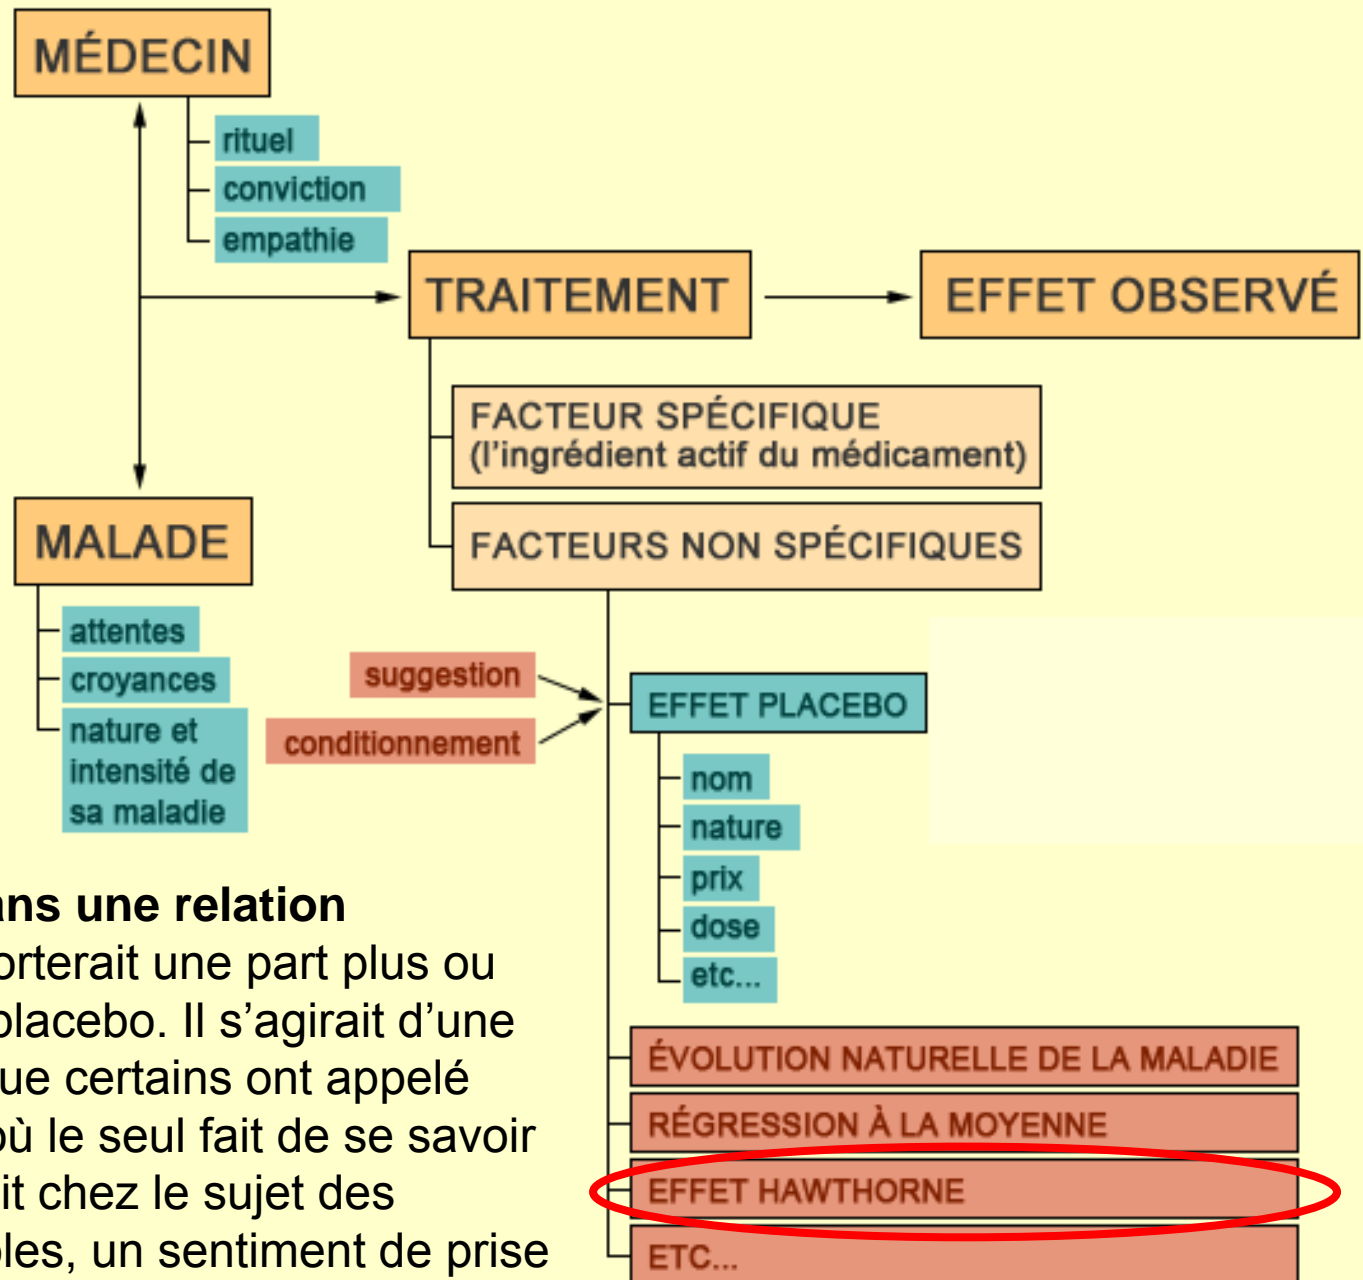 MÉDECIN
rituel
conviction
empathie
TRAITEMENT
EFFET OBSERVÉ
FACTEUR SPÉCIFIQUE
(l'ingrédient actif du médicament)
FACTEURS NON SPÉCIFIQUES
MALADE
attentes
croyances
nature et
intensité de
sa maladie
suggestion
conditionnement
EFFET PLACEBO
nom
nature
prix
dose
etc...
ÉVOLUTION NATURELLE DE LA MALADIE
RÉGRESSION À LA MOYENNE
EFFET HAWTHORNE
ETC...
ans une relation
orterait une part plus ou
placebo. Il s’agirait d’une
ue certains ont appelé
où le seul fait de se savoir
it chez le sujet des
bles, un sentiment de prise